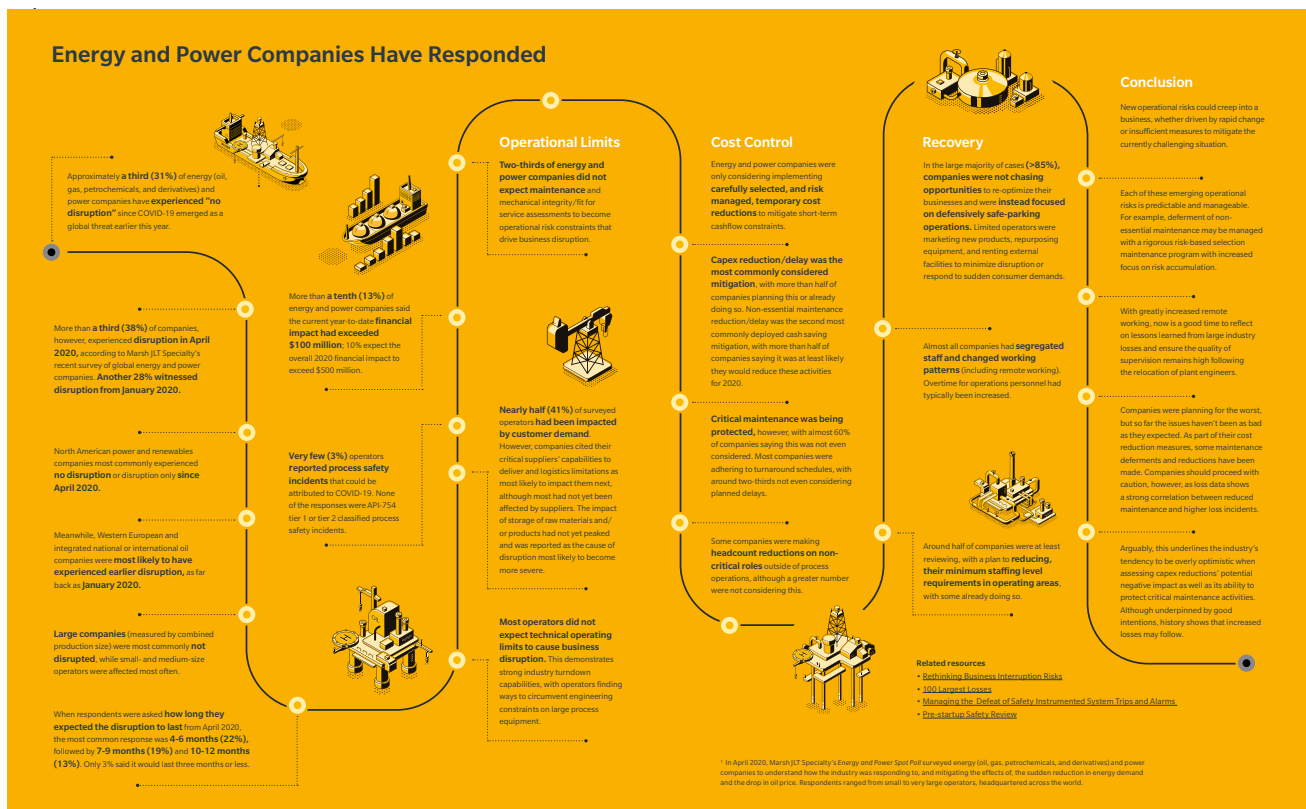 Energy and Power Companies Have Responded
Approximately a third (31%) of energy (oil,
gas, petrochemicals, and derivatives) and
power companies have experienced “no
disruption” since COVID-19 emerged as a
global threat earlier this year.
More than a third (38%) of companies,
however, experienced disruption in April
2020, according to Marsh JLT Specialty’s
recent survey of global energy and power
companies. Another 28% witnessed
disruption from January 2020.
North American power and renewables
companies most commonly experienced
no disruption or disruption only since
April 2020.
Meanwhile, Western European and
integrated national or international oil
companies were most likely to have
experienced earlier disruption, as far
back as January 2020.
Large companies (measured by combined
production size) were most commonly not
disrupted, while small- and medium-size
operators were affected most often.
When respondents were asked how long they
expected the disruption to last from April 2020,
the most common response was 4-6 months (22%),
followed by 7-9 months (19%) and 10-12 months
(13%). Only 3% said it would last three months or less.
More than a tenth (13%) of
energy and power companies said
the current year-to-date financial
impact had exceeded
$100 million; 10% expect the
overall 2020 financial impact to
exceed $500 million.
Very few (3%) operators
reported process safety
incidents that could be
attributed to COVID-19. None
of the responses were API-754
tier 1 or tier 2 classified process
safety incidents.
Operational Limits
Two-thirds of energy and
power companies did not
expect maintenance and
mechanical integrity/fit for
service assessments to become
operational risk constraints that
drive business disruption.
Nearly half (41%) of surveyed
operators had been impacted
by customer demand.
However, companies cited their
critical suppliers’ capabilities to
deliver and logistics limitations as
most likely to impact them next,
although most had not yet been
affected by suppliers. The impact
of storage of raw materials and/
or products had not yet peaked
and was reported as the cause of
disruption most likely to become
more severe.
Most operators did not
expect technical operating
limits to cause business
disruption. This demonstrates
strong industry turndown
capabilities, with operators finding
ways to circumvent engineering
constraints on large process
equipment.
Cost Control
Energy and power companies were
only considering implementing
carefully selected, and risk
managed, temporary cost
reductions to mitigate short-term
cashflow constraints.
Capex reduction/delay was the
most commonly considered
mitigation, with more than half of
companies planning this or already
doing so. Non-essential maintenance
reduction/delay was the second most
commonly deployed cash saving
mitigation, with more than half of
companies saying it was at least likely
they would reduce these activities
for 2020.
Critical maintenance was being
protected, however, with almost 60%
of companies saying this was not even
considered. Most companies were
adhering to turnaround schedules, with
around two-thirds not even considering
planned delays.
Some companies were making
headcount reductions on non-
critical roles outside of process
operations, although a greater number
were not considering this.
Recovery
In the large majority of cases (>85%),
companies were not chasing
opportunities to re-optimize their
businesses and were instead focused
on defensively safe-parking
operations. Limited operators were
marketing new products, repurposing
equipment, and renting external
facilities to minimize disruption or
respond to sudden consumer demands.
Almost all companies had segregated
staff and changed working
patterns (including remote working).
Overtime for operations personnel had
typically been increased.
Around half of companies were at least
reviewing, with a plan to reducing,
their minimum staffing level
requirements in operating areas,
with some already doing so.
Conclusion
New operational risks could creep into a
business, whether driven by rapid change
or insufficient measures to mitigate the
currently challenging situation.
Each of these emerging operational
risks is predictable and manageable.
For example, deferment of non-
essential maintenance may be managed
with a rigorous risk-based selection
maintenance program with increased
focus on risk accumulation.
With greatly increased remote
working, now is a good time to reflect
on lessons learned from large industry
losses and ensure the quality of
supervision remains high following
the relocation of plant engineers.
Companies were planning for the worst,
but so far the issues haven’t been as bad
as they expected. As part of their cost
reduction measures, some maintenance
deferments and reductions have been
made. Companies should proceed with
caution, however, as loss data shows
a strong correlation between reduced
maintenance and higher loss incidents.
Arguably, this underlines the industry’s
tendency to be overly optimistic when
assessing capex reductions’ potential
negative impact as well as its ability to
protect critical maintenance activities.
Although underpinned by good
intentions, history shows that increased
losses may follow.
Related resources
• Rethinking Business Interruption Risks
• 100 Largest Losses
• Managing the Defeat of Safety Instrumented System Trips and Alarms
• Pre-startup Safety Review
¹ In April 2020, Marsh JLT Specialty’s Energy and Power Spot Poll surveyed energy (oil, gas, petrochemicals, and derivatives) and power
companies to understand how the industry was responding to, and mitigating the effects of, the sudden reduction in energy demand
and the drop in oil price. Respondents ranged from small to very large operators, headquartered across the world.